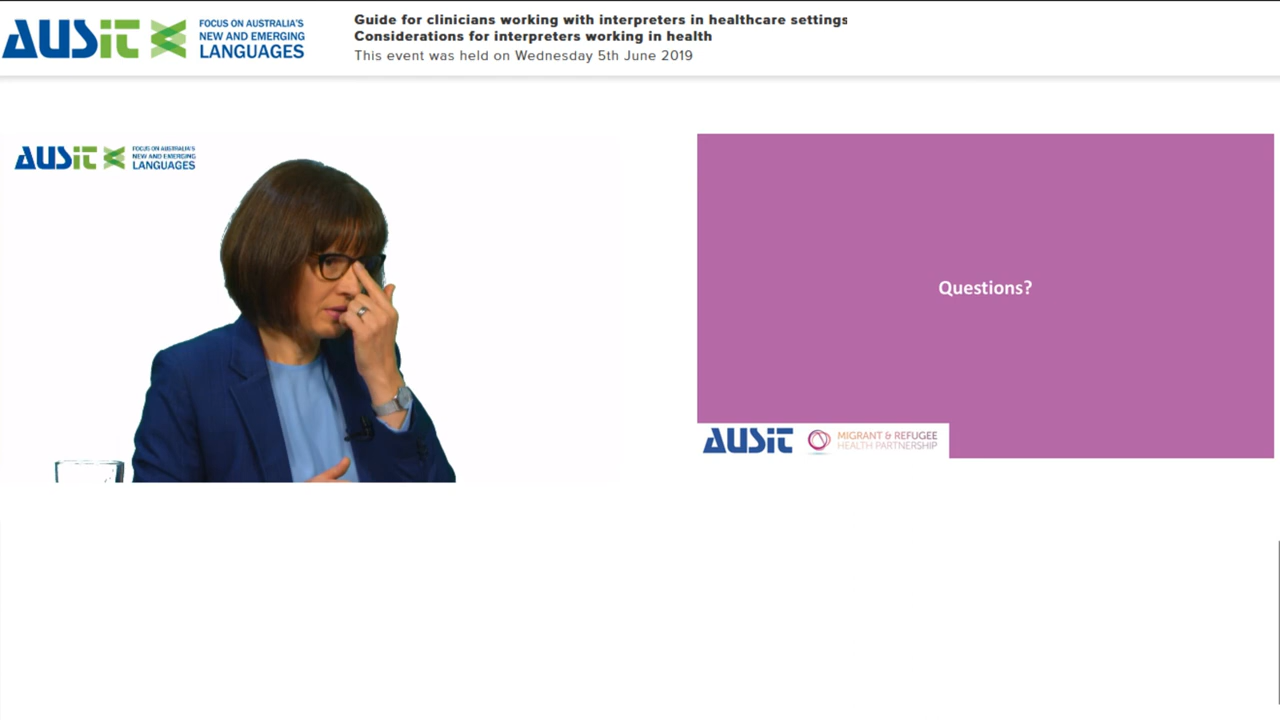 AUSiT
FOCUS ON AUSTRALIA'S
NEW AND EMERGING
LANGUAGES
Guide for clinicians working with interpreters in healthcare settings
Considerations for interpreters working in health
This event was held on Wednesday 5th June 2019
AUSiT
FOCUS ON AUSTRALIA'S
NEW AND EMERGING
LANGUAGES
Questions?
AUSiT
MIGRANT & REFUGEE
HEALTH PARTNERSHIP